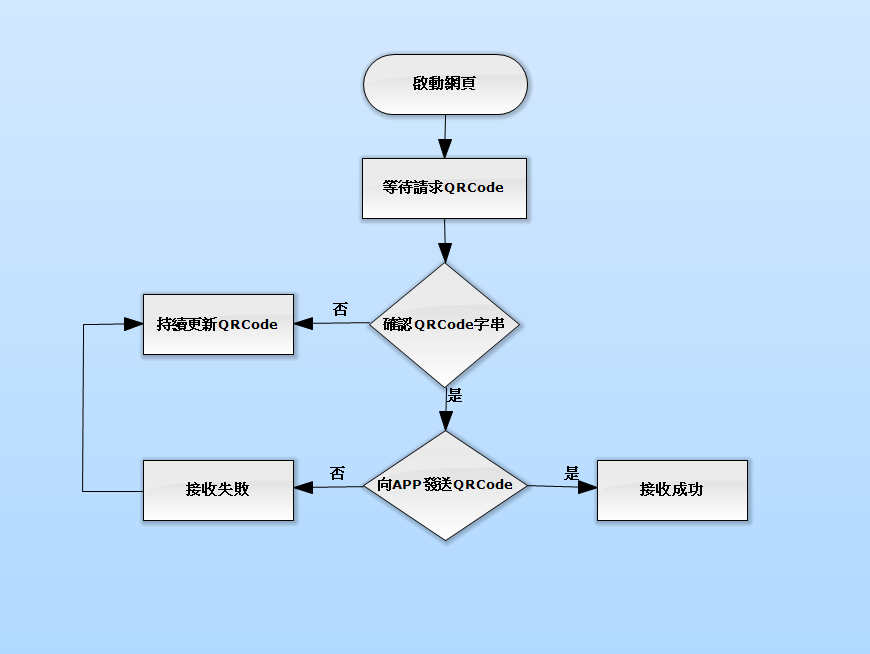 啟動網頁
等待請求QRCode
否
持續更新QRCode
確認QRCode字串
是
否
是
接收失敗
向APP發送QRCode
接收成功